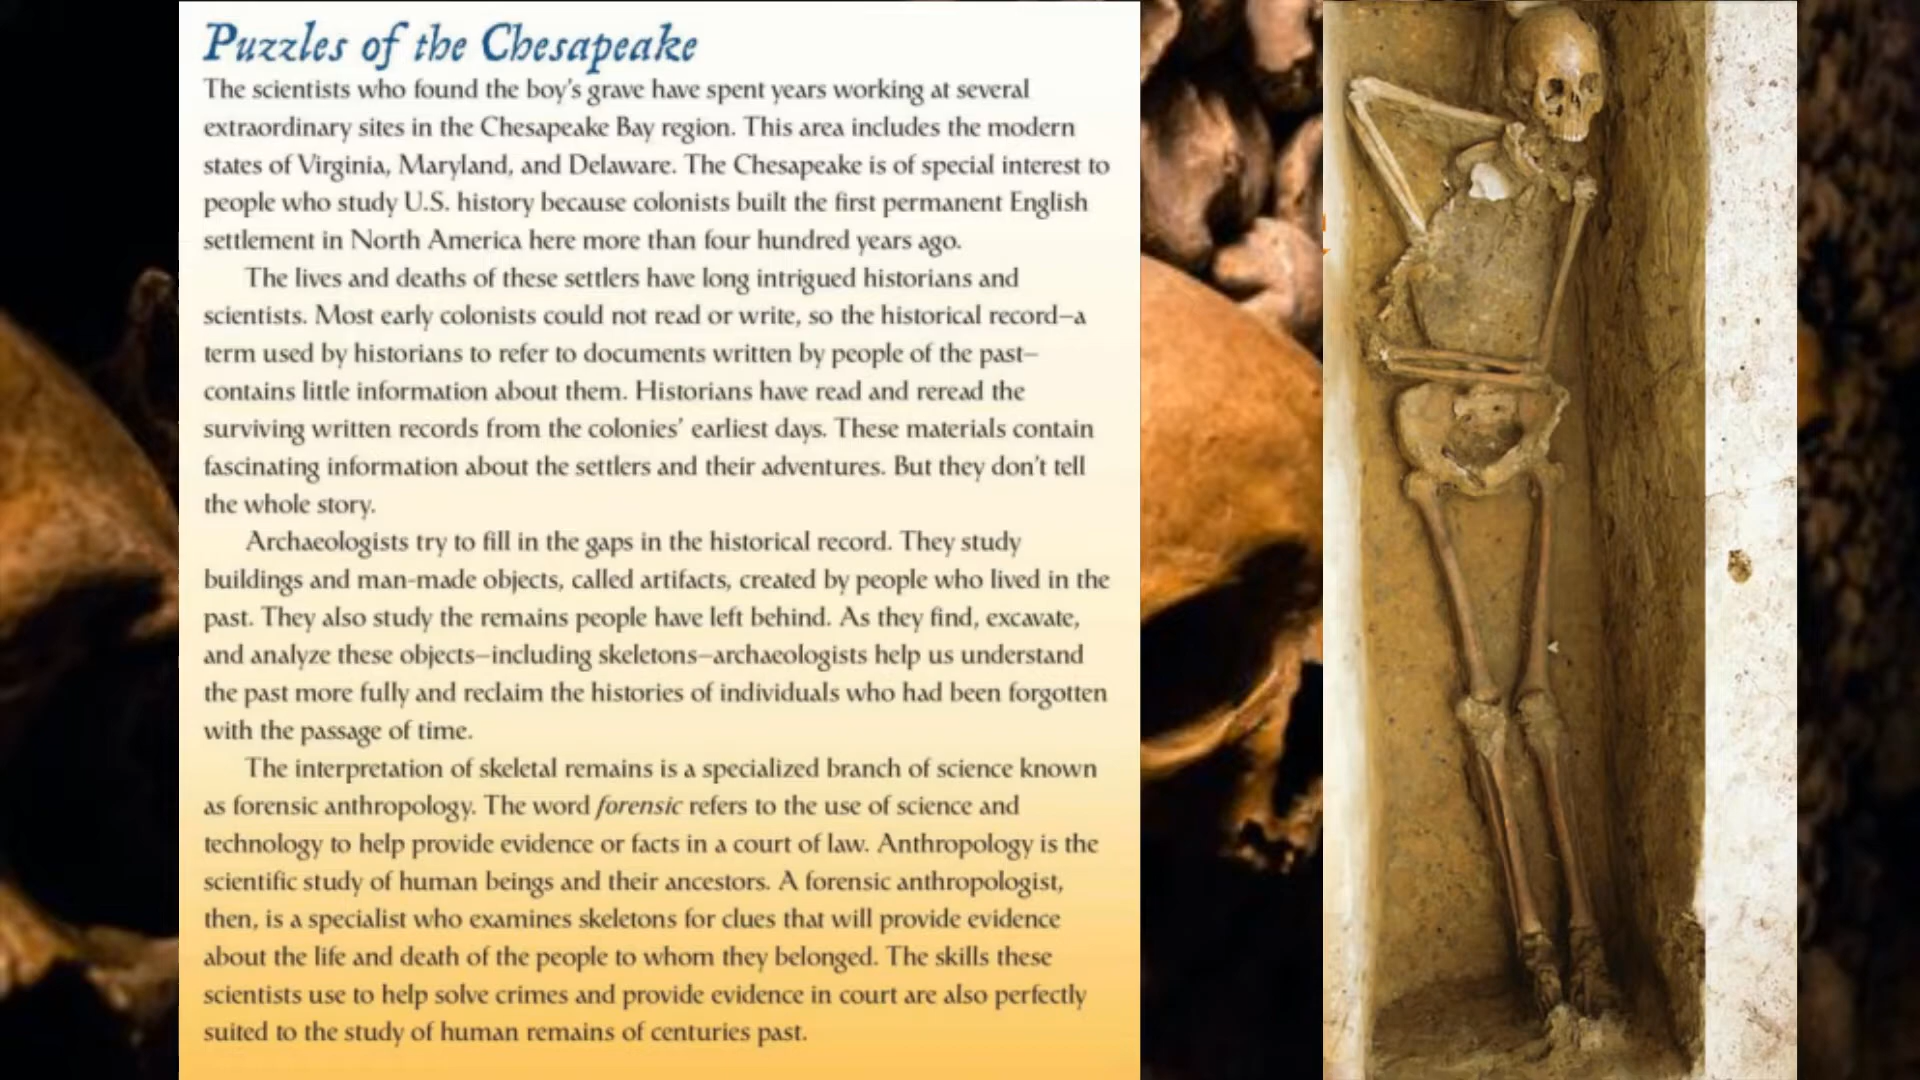 Puzzles of the Chesapeake
The scientists who found the boy's grave have spent years working at several
extraordinary sites in the Chesapeake Bay region. This area includes the modern
states of Virginia, Maryland, and Delaware. The Chesapeake is of special interest to
people who study U.S. history because colonists built the first permanent English
settlement in North America here more than four hundred years ago.
The lives and deaths of these settlers have long intrigued historians and
scientists. Most early colonists could not read or write, so the historical record—a
term used by historians to refer to documents written by people of the past—
contains little information about them. Historians have read and reread the
surviving written records from the colonies' earliest days. These materials contain
fascinating information about the settlers and their adventures. But they don't tell
the whole story.
Archaeologists try to fill in the gaps in the historical record. They study
buildings and man-made objects, called artifacts, created by people who lived in the
past. They also study the remains people have left behind. As they find, excavate,
and analyze these objects—including skeletons—archaeologists help us understand
the past more fully and reclaim the histories of individuals who had been forgotten
with the passage of time.
The interpretation of skeletal remains is a specialized branch of science known
as forensic anthropology. The word forensic refers to the use of science and
technology to help provide evidence or facts in a court of law. Anthropology is the
scientific study of human beings and their ancestors. A forensic anthropologist,
then, is a specialist who examines skeletons for clues that will provide evidence
about the life and death of the people to whom they belonged. The skills these
scientists use to help solve crimes and provide evidence in court are also perfectly
suited to the study of human remains of centuries past.